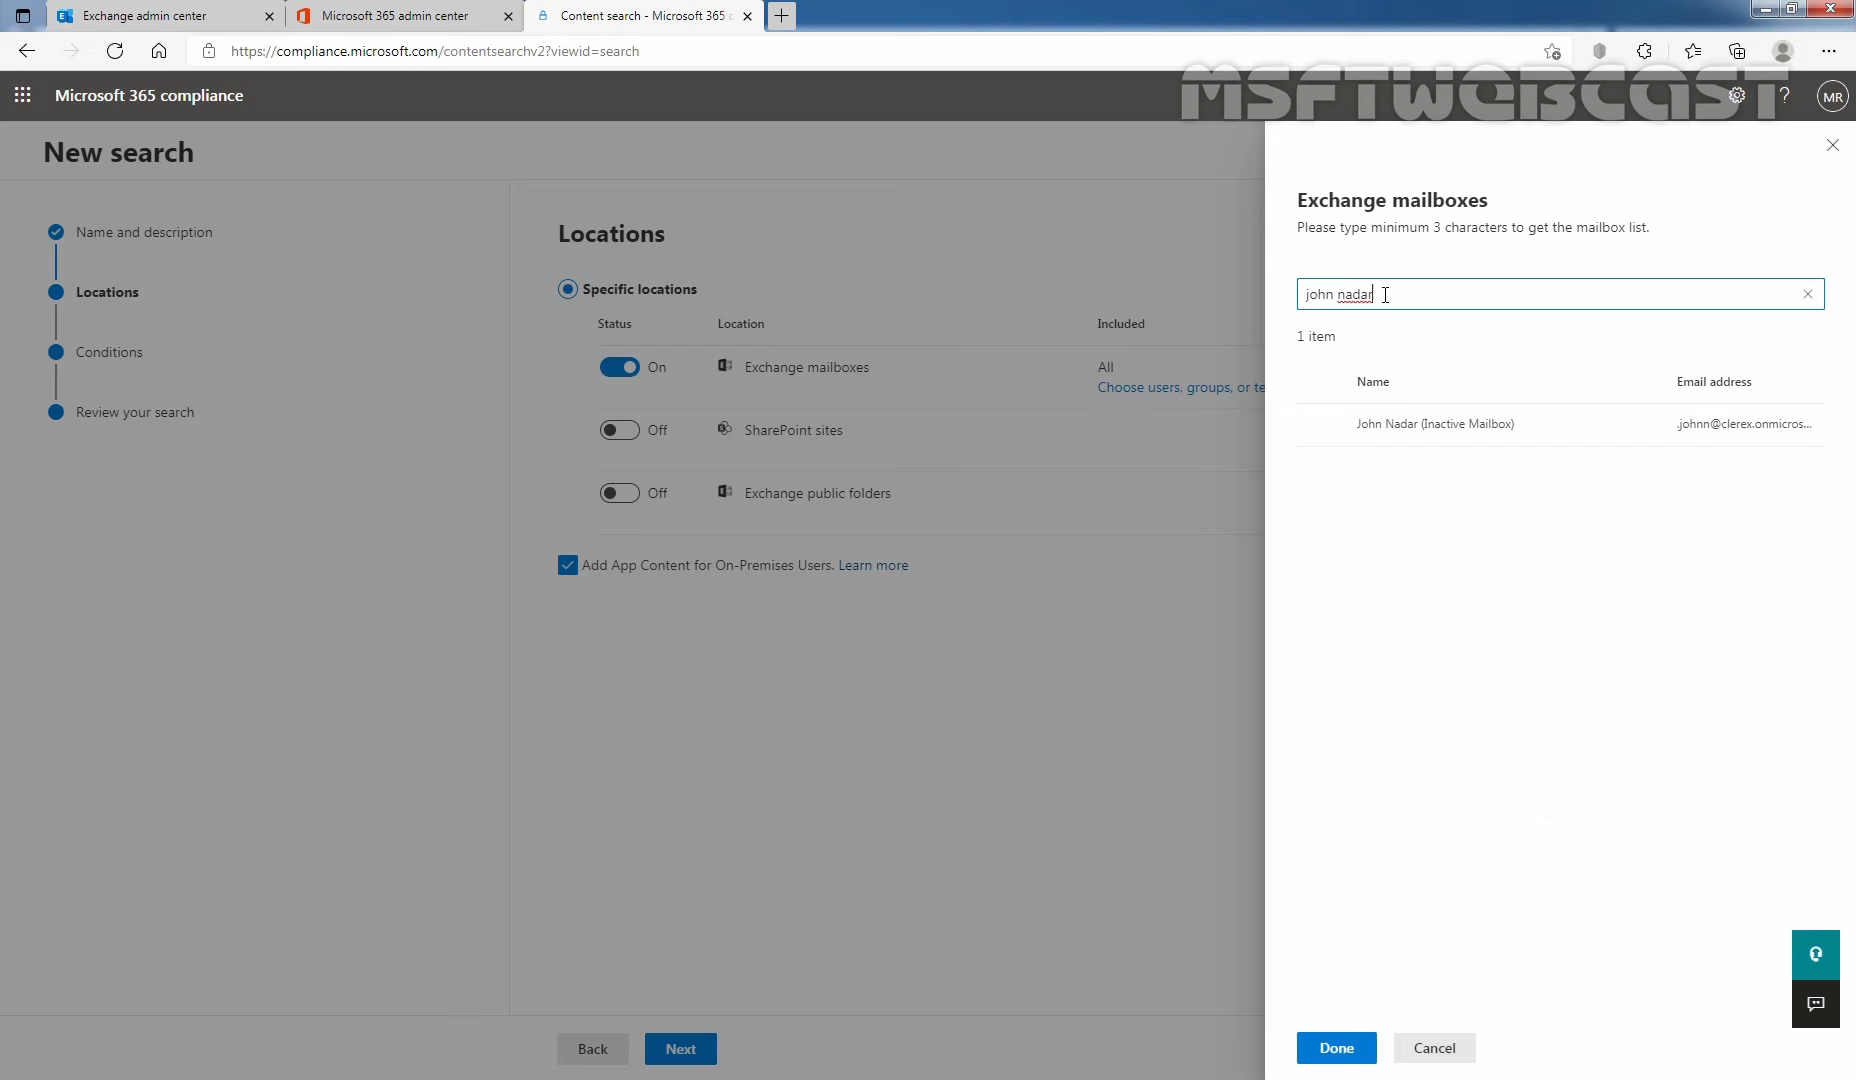 Exchange admin center
Microsoft 365 admin center
Content search - Microsoft 365 c
https://compliance.microsoft.com/contentsearchv2?viewid=search
Microsoft 365 compliance
MSFTWEBCAST
?
MR
New search
Name and description
Locations
Conditions
Review your search
Locations
Specific locations
Status Location Included
On Exchange mailboxes All
Choose users, groups, or te
Off SharePoint sites
Off Exchange public folders
Add App Content for On-Premises Users. Learn more
Back Next
Exchange mailboxes
Please type minimum 3 characters to get the mailbox list.
john nadar
1 item
Name Email address
John Nadar (Inactive Mailbox) .johnn@clerex.onmicros...
Done Cancel